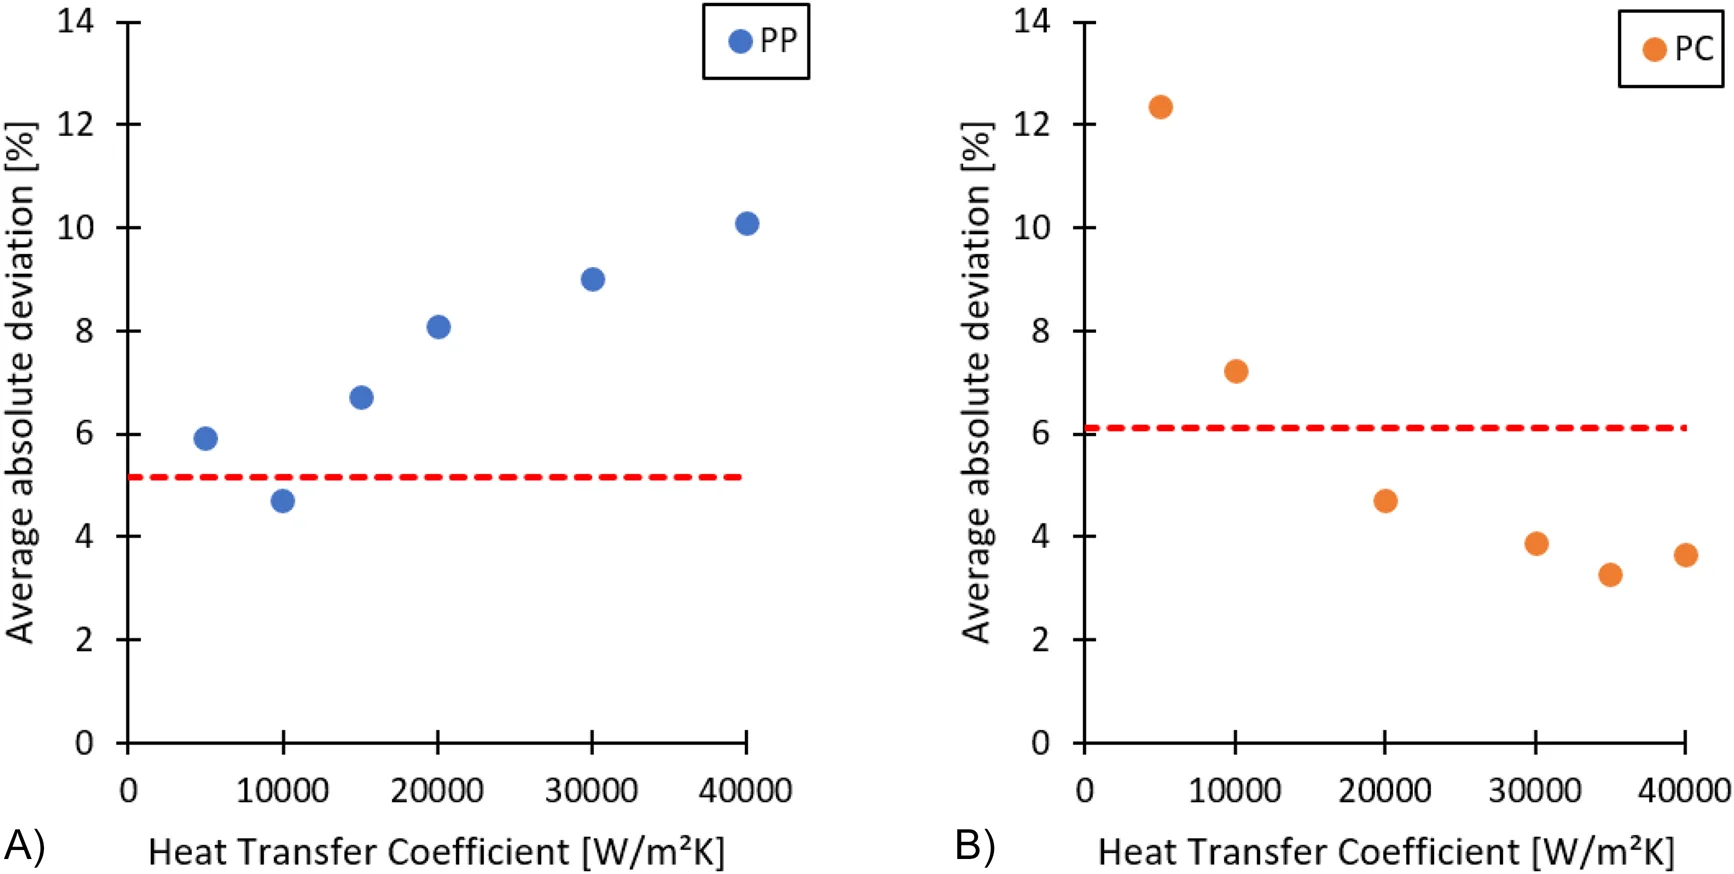 PP
Average absolute deviation [%]
14
12
10
8
6
4
2
0
0 10000 20000 30000 40000
Heat Transfer Coefficient [W/m²K]
A)
PC
Average absolute deviation [%]
14
12
10
8
6
4
2
0
0 10000 20000 30000 40000
Heat Transfer Coefficient [W/m²K]
B)